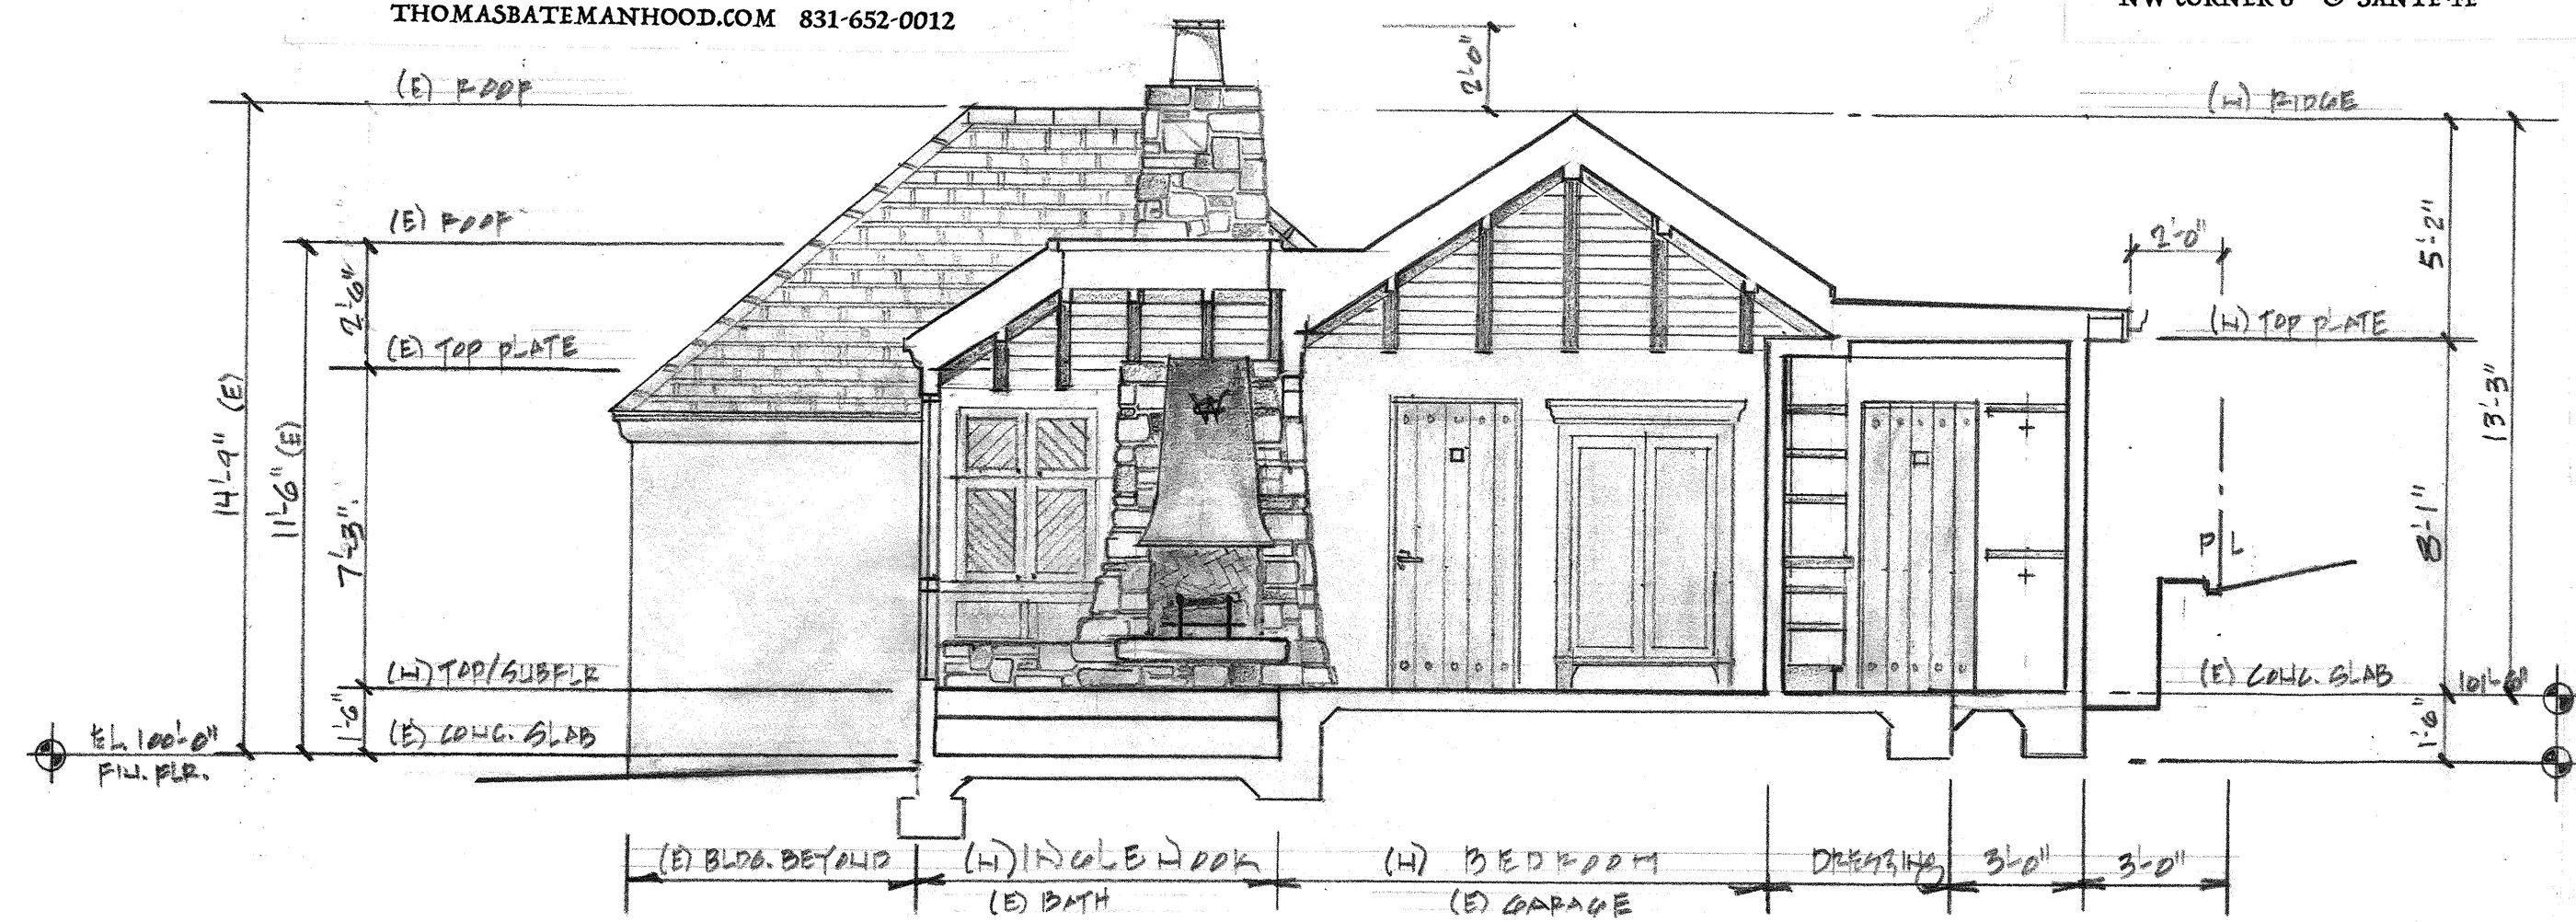 THOMASBATEMANHOOD.COM 831-652-0012
(E) ROOF
2'-0"
(N) RIDGE
(E) ROOF
2'-0"
5'-2"
2'-6"
(E) TOP PLATE
(N) TOP PLATE
14'-9" (E)
11'-6" (E)
7'-3"
13'-3"
8'-1"
PL
(N) TOP/SUBFLR
(E) CONC. SLAB
1'-6"
(E) CONC. SLAB
1'-6"
EL. 100'-0"
FIN. FLR.
(E) BLDG. BEYOND
(N) INGLENOOK
(N) BEDROOM
DRESSING
3'-0"
3'-0"
(E) BATH
(E) GARAGE